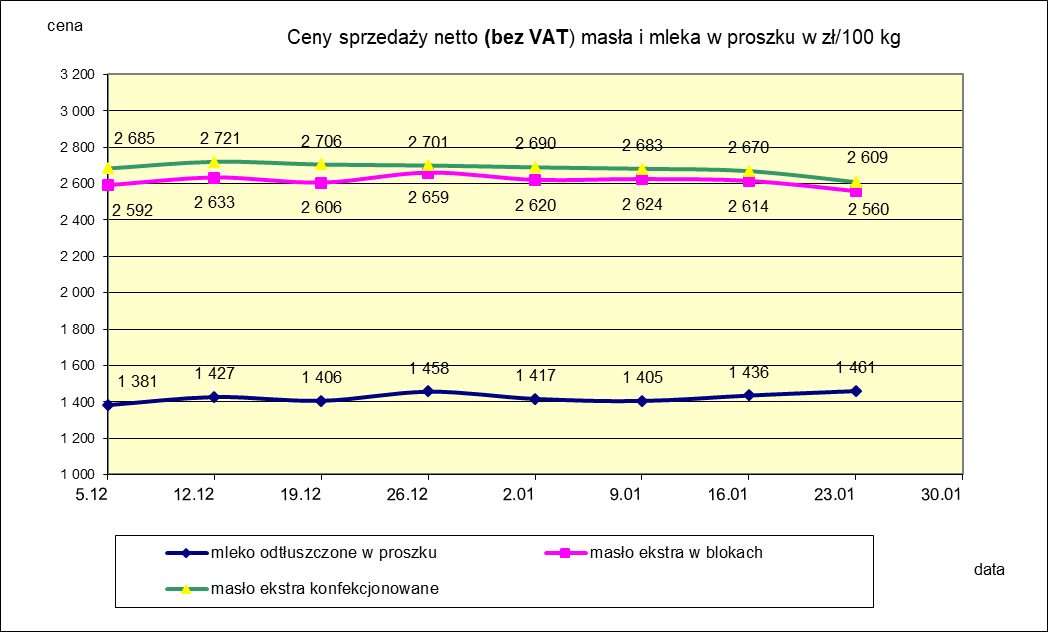 cena
Ceny sprzedaży netto (bez VAT) masła i mleka w proszku w zł/100 kg
3 200
3 000
2 800
2 600
2 400
2 200
2 000
1 800
1 600
1 400
1 200
1 000
2 685 2 721 2 706 2 701 2 690 2 683 2 670 2 609
2 592 2 633 2 606 2 659 2 620 2 624 2 614 2 560
1 381 1 427 1 406 1 458 1 417 1 405 1 436 1 461
5.12 12.12 19.12 26.12 2.01 9.01 16.01 23.01 30.01
mleko odtłuszczone w proszku
masło ekstra w blokach
masło ekstra konfekcjonowane
data